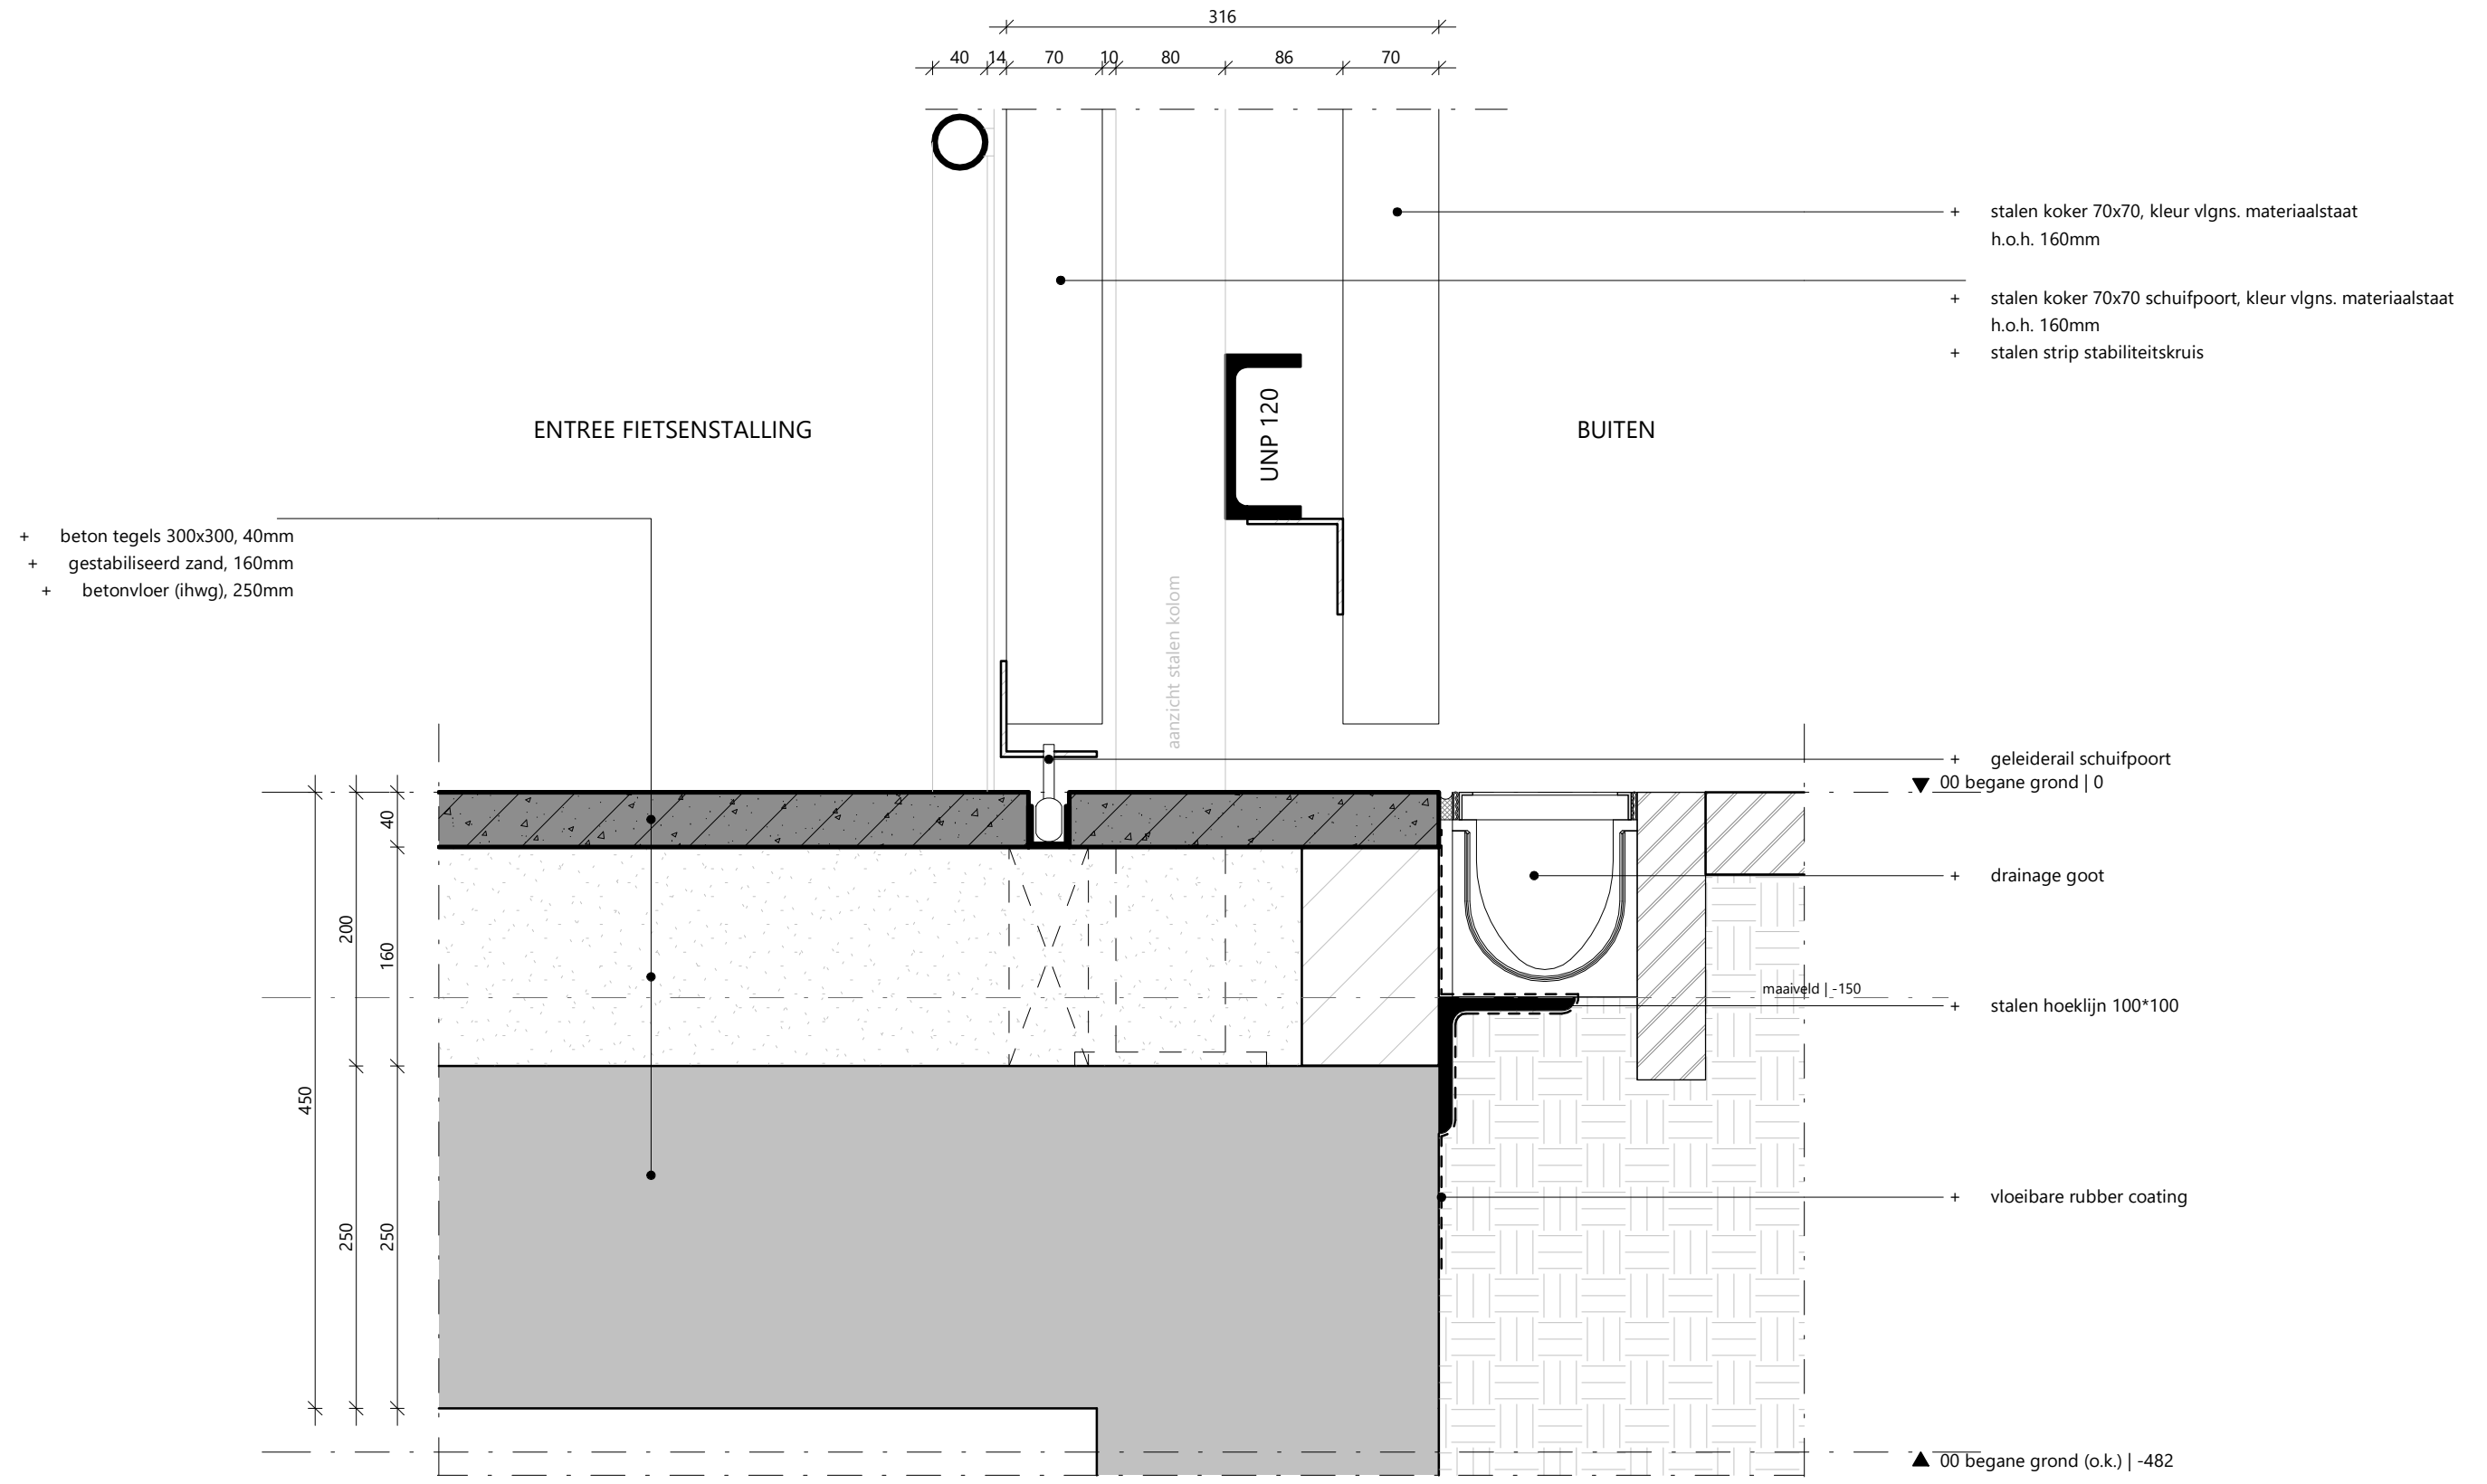 316
40 14 70 10 80 86 70
+ stalen koker 70x70, kleur vlgns. materiaalstaat
h.o.h. 160mm
+ stalen koker 70x70 schuifpoort, kleur vlgns. materiaalstaat
h.o.h. 160mm
+ stalen strip stabiliteitskruis
UNP 120
ENTREE FIETSENSTALLING
BUITEN
+ beton tegels 300x300, 40mm
+ gestabiliseerd zand, 160mm
+ betonvloer (ihwg), 250mm
aanzicht stalen kolom
+ geleiderail schuifpoort
00 begane grond | 0
40
+ drainage goot
200
160
maaiveld | -150
+ stalen hoeklijn 100*100
450
+ vloeibare rubber coating
250
250
00 begane grond (o.k.) | -482